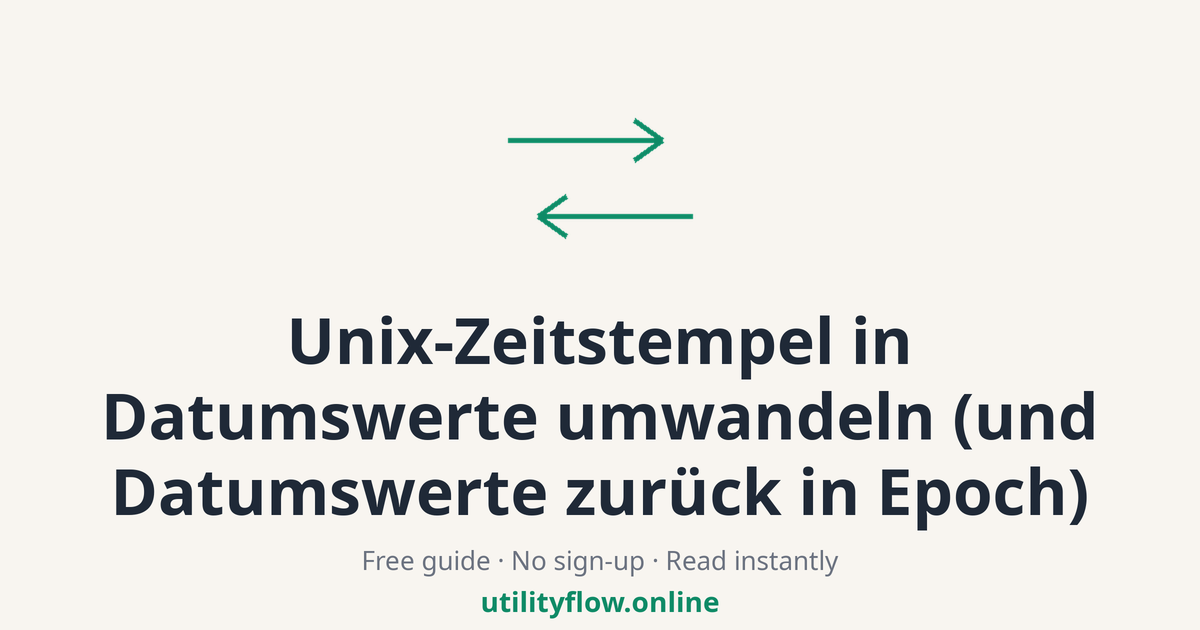 Unix-Zeitstempel in
Datumswerte umwandeln (und
Datumswerte zurück in Epoch)
Free guide · No sign-up · Read instantly
utilityflow.online